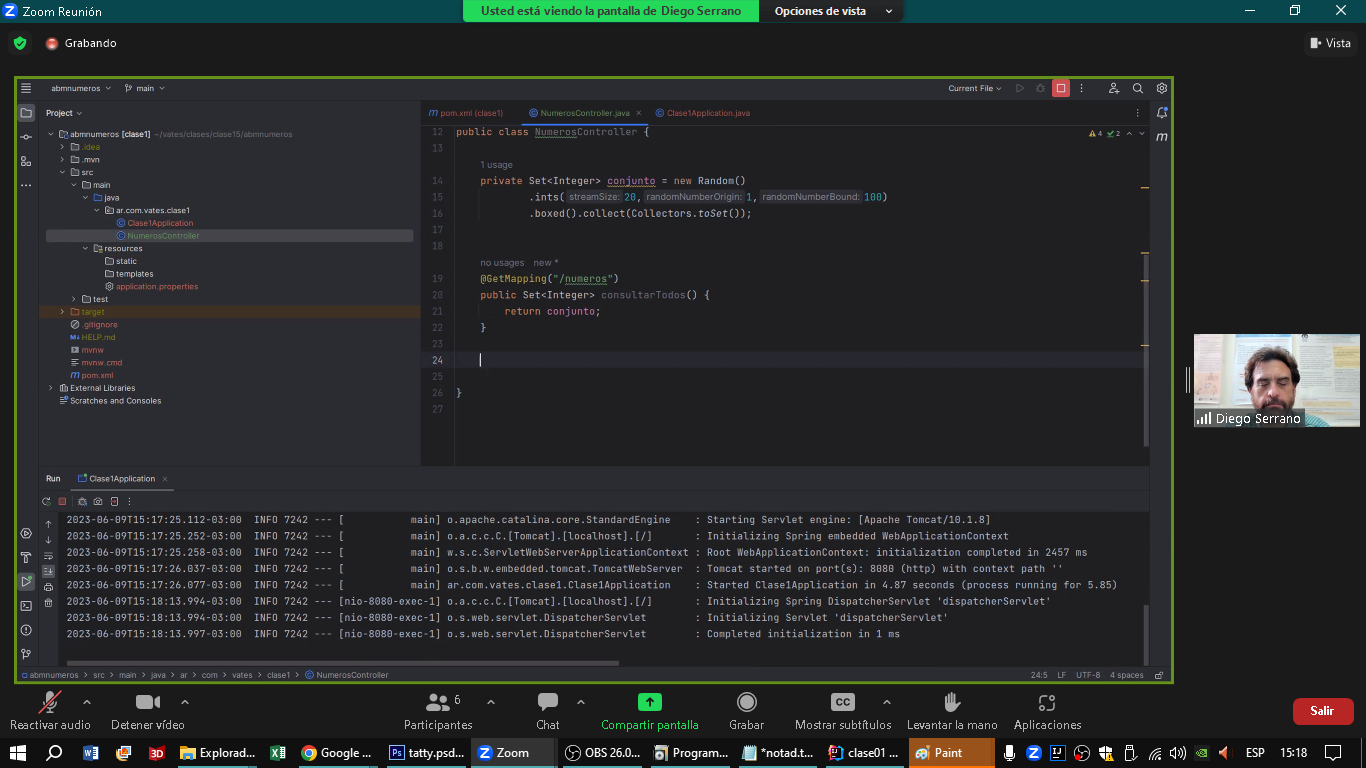 Zoom Reunión
Usted está viendo la pantalla de Diego Serrano
Opciones de vista
Grabando
Vista
abmnumeros
main
Current File
Project
pom.xml (clase1)
NumerosController.java
Clase1Application.java
abmnumeros [clase1] ~/vates/clases/clase15/abmnumeros
.idea
.mvn
src
main
java
ar.com.vates.clase1
Clase1Application
NumerosController
resources
static
templates
application.properties
test
target
.gitignore
HELP.md
mvnw
mvnw.cmd
pom.xml
External Libraries
Scratches and Consoles
4 2
12 public class NumerosController {
13
1 usage
14 private Set<Integer> conjunto = new Random()
15 .ints( streamSize: 20, randomNumberOrigin: 1, randomNumberBound: 100)
16 .boxed().collect(Collectors.toSet());
17
18
no usages new *
19 @GetMapping("/numeros")
20 public Set<Integer> consultarTodos() {
21 return conjunto;
22 }
23
24
25
26 }
27
Diego Serrano
Run
Clase1Application
2023-06-09T15:17:25.112-03:00 INFO 7242 --- [ main] o.apache.catalina.core.StandardEngine : Starting Servlet engine: [Apache Tomcat/10.1.8]
2023-06-09T15:17:25.252-03:00 INFO 7242 --- [ main] o.a.c.c.C.[Tomcat].[localhost].[/] : Initializing Spring embedded WebApplicationContext
2023-06-09T15:17:25.258-03:00 INFO 7242 --- [ main] w.s.c.ServletWebServerApplicationContext : Root WebApplicationContext: initialization completed in 2457 ms
2023-06-09T15:17:26.037-03:00 INFO 7242 --- [ main] o.s.b.w.embedded.tomcat.TomcatWebServer : Tomcat started on port(s): 8080 (http) with context path ''
2023-06-09T15:17:26.077-03:00 INFO 7242 --- [ main] ar.com.vates.clase1.Clase1Application : Started Clase1Application in 4.87 seconds (process running for 5.85)
2023-06-09T15:18:13.994-03:00 INFO 7242 --- [nio-8080-exec-1] o.a.c.c.C.[Tomcat].[localhost].[/] : Initializing Spring DispatcherServlet 'dispatcherServlet'
2023-06-09T15:18:13.994-03:00 INFO 7242 --- [nio-8080-exec-1] o.s.web.servlet.DispatcherServlet : Initializing Servlet 'dispatcherServlet'
2023-06-09T15:18:13.997-03:00 INFO 7242 --- [nio-8080-exec-1] o.s.web.servlet.DispatcherServlet : Completed initialization in 1 ms
abmnumeros > src > main > java > ar > com > vates > clase1 > NumerosController
24:5 LF UTF-8 4 spaces
6
Reactivar audio
Detener vídeo
Participantes
Chat
Compartir pantalla
Grabar
CC
Mostrar subtítulos
Levantar la mano
Aplicaciones
Salir
Explorad...
Google ...
tatty.psd...
Zoom
OBS 26.0...
Program...
*notad.t...
clase01 ...
Paint
ESP
15:18